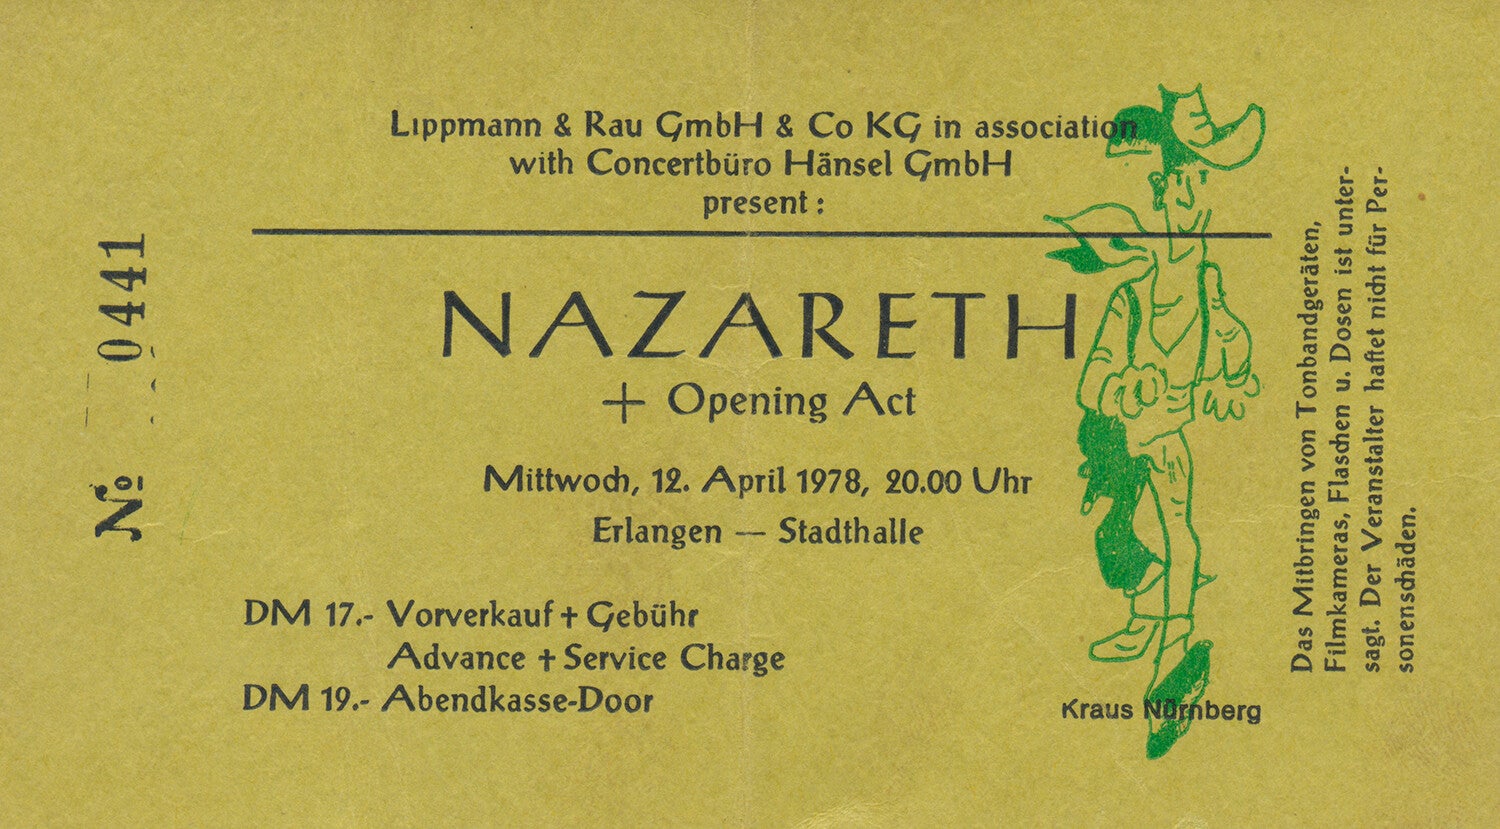 Lippmann & Rau GmbH & Co KG in association
with Concertbüro Hänsel GmbH
present :
NAZARETH
+ Opening Act
Mittwoch, 12. April 1978, 20.00 Uhr
Erlangen — Stadthalle
DM 17.- Vorverkauf + Gebühr
Advance + Service Charge
DM 19.- Abendkasse-Door
Kraus Nürnberg
Nº 0441
Das Mitbringen von Tonbandgeräten,
Filmkameras, Flaschen u. Dosen ist unter-
sagt. Der Veranstalter haftet nicht für Per-
sonenschäden.